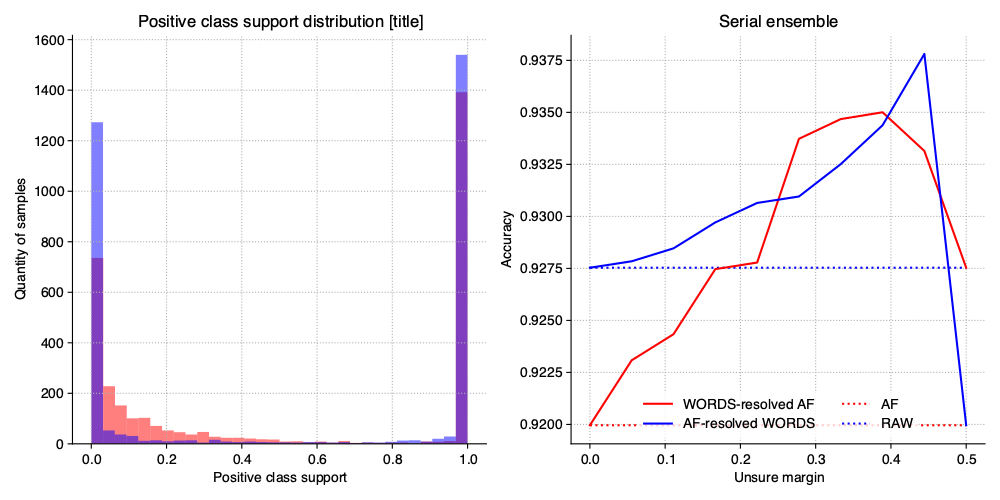 Positive class support distribution [title]
Quantity of samples
1600
1400
1200
1000
800
600
400
200
0
0.0 0.2 0.4 0.6 0.8 1.0
Positive class support
Serial ensemble
Accuracy
0.9375
0.9350
0.9325
0.9300
0.9275
0.9250
0.9225
0.9200
WORDS-resolved AF
AF-resolved WORDS
AF
RAW
0.0 0.1 0.2 0.3 0.4 0.5
Unsure margin